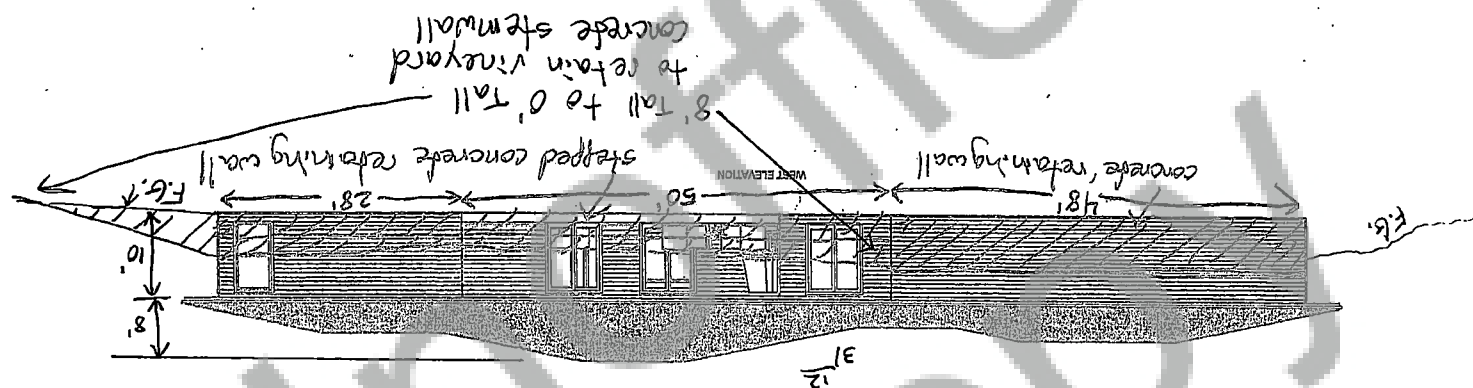 12
3
8'
10'
F.G.
48'
50'
28'
F.G.
WEST ELEVATION
concrete retaining wall
stepped concrete retaining wall
8' Tall to 0' Tall
to retain vineyard
concrete stemwall